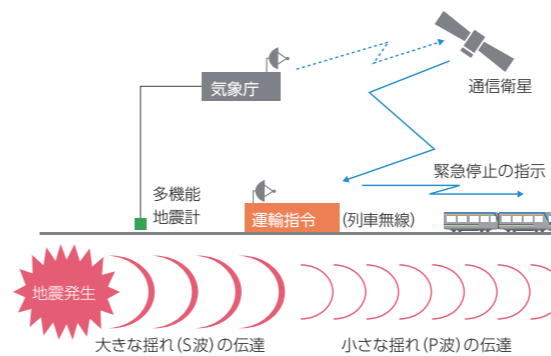 気象庁
通信衛星
緊急停止の指示
多機能
地震計
運輸指令
(列車無線)
地震発生
大きな揺れ(S波)の伝達
小さな揺れ(P波)の伝達